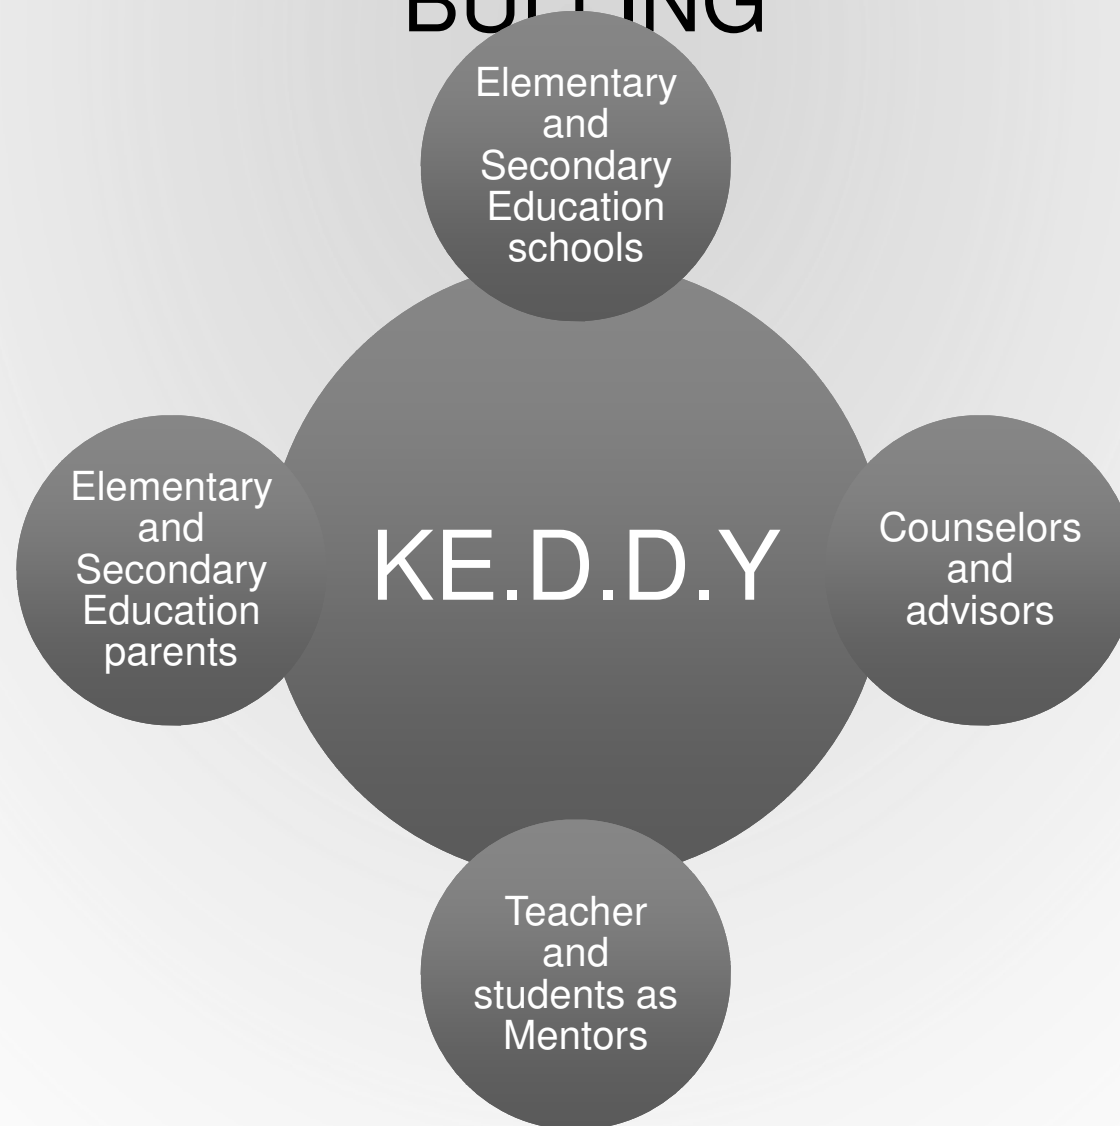 Elementary
and
Secondary
Education
schools
Elementary
and
Secondary
Education
parents
KE.D.D.Y
Counselors
and
advisors
Teacher
and
students as
Mentors